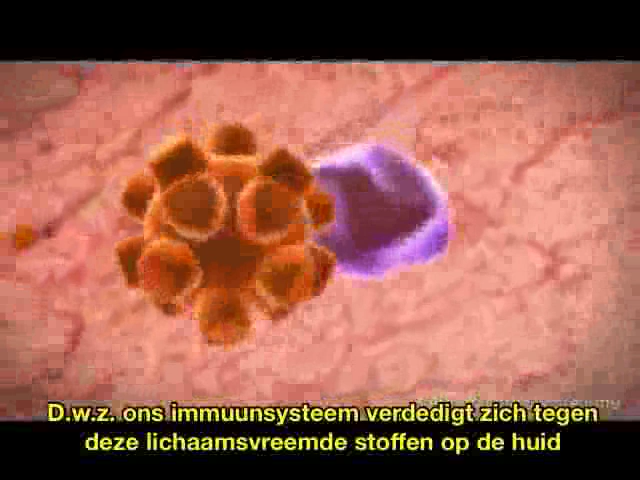 D.w.z. ons immuunsysteem verdedigt zich tegen
deze lichaamsvreemde stoffen op de huid